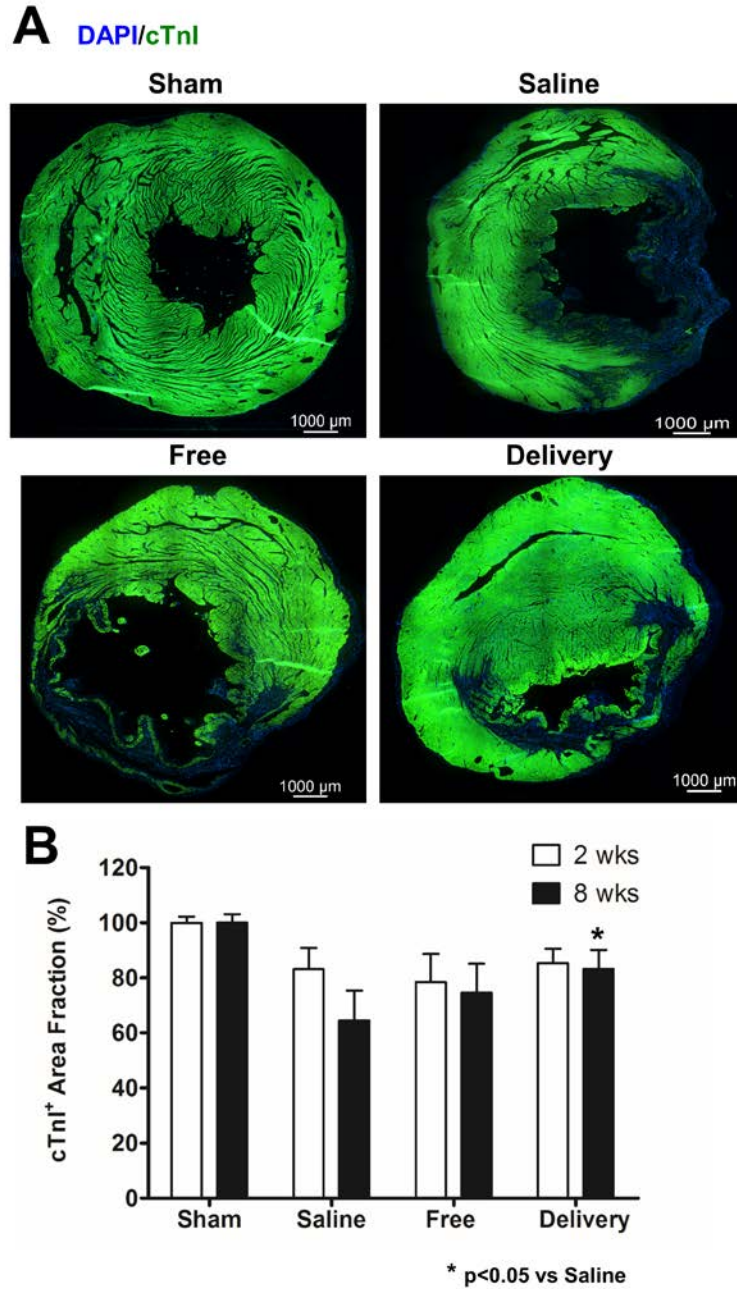 A DAPI/cTnI
Sham Saline
1000 µm 1000 µm
Free Delivery
1000 µm 1000 µm
B
2 wks
8 wks
cTnI⁺ Area Fraction (%)
120
100
80
60
40
20
0
*
Sham Saline Free Delivery
* p<0.05 vs Saline